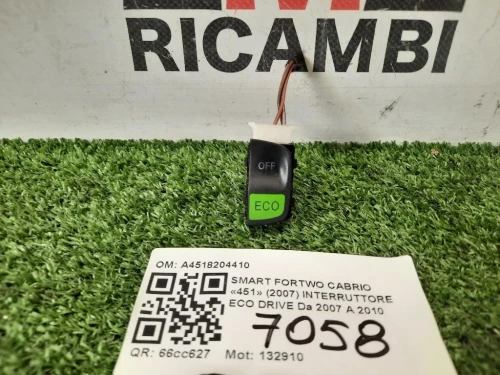 RICAMBI
OFF
ECO
OM: A4518204410
SMART FORTWO CABRIO
«451» (2007) INTERRUTTORE
ECO DRIVE Da 2007 A 2010
7058
QR: 66cc627 Mot: 132910